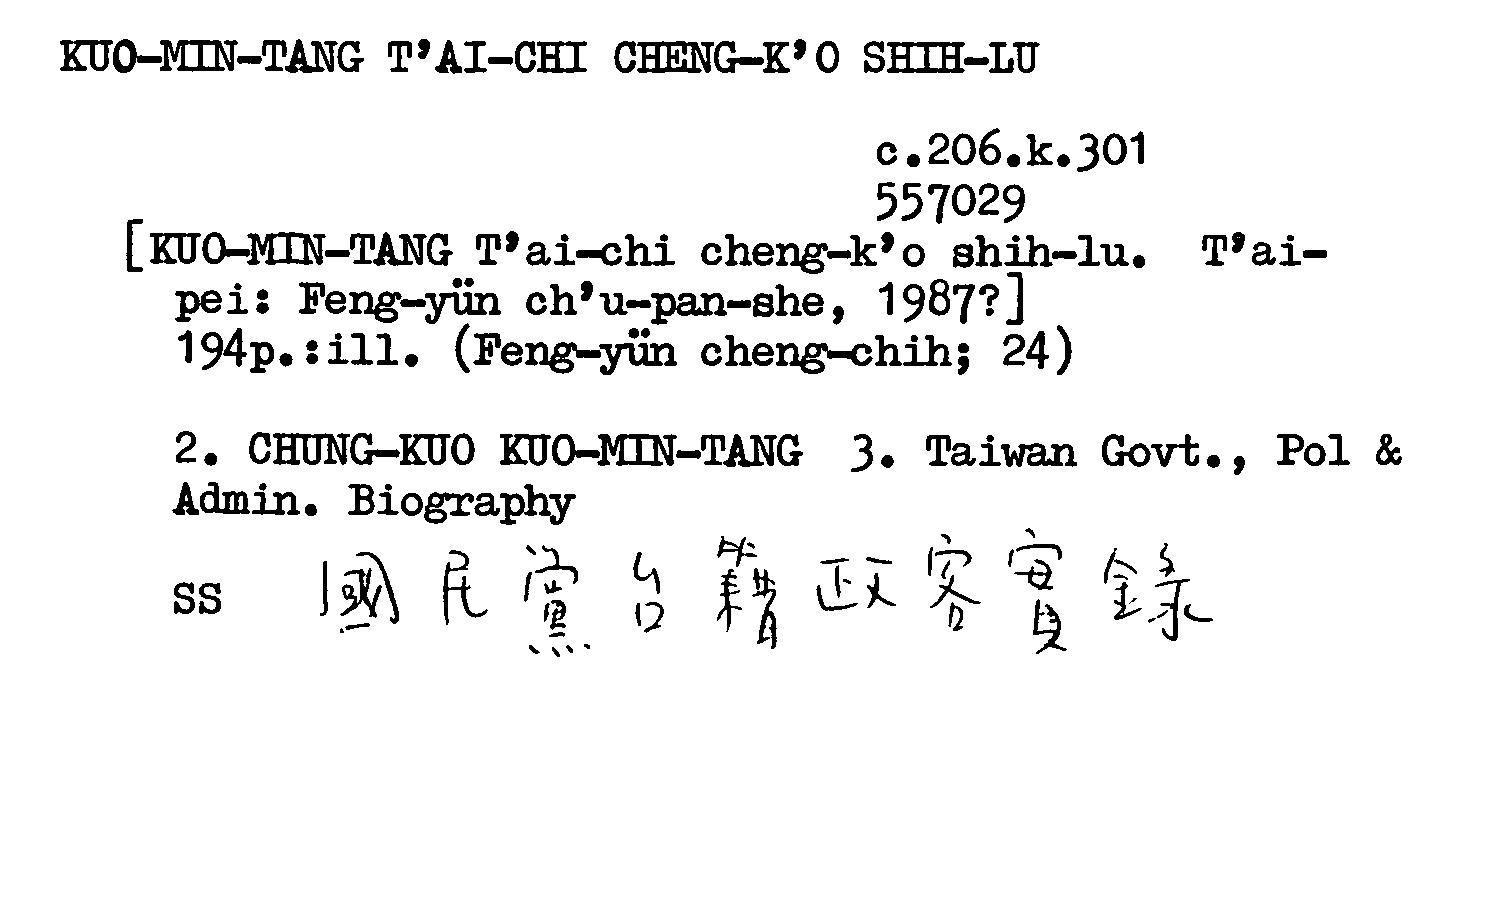 KUO-MIN-TANG T'AI-CHI CHENG-K'O SHIH-LU
c.206.k.301
557029
[KUO-MIN-TANG T'ai-chi cheng-k'o shih-lu. T'ai-
pei: Feng-yün ch'u-pan-she, 1987?]
194p.:ill. (Feng-yün cheng-chih; 24)
2. CHUNG-KUO KUO-MIN-TANG 3. Taiwan Govt., Pol &
Admin. Biography
SS 國民黨台籍政客實錄